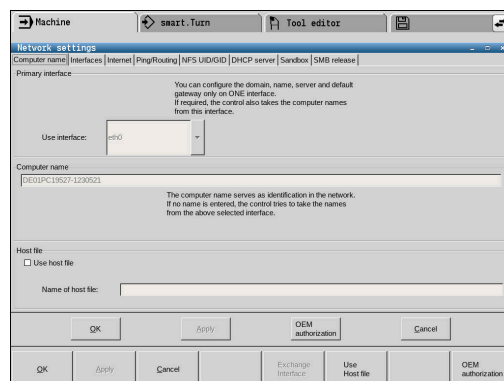 Machine
smart.Turn
Tool editor
Network settings
Computer name Interfaces Internet Ping/Routing NFS UID/GID DHCP server Sandbox SMB release
Primary interface
You can configure the domain, name, server and default
gateway only on ONE interface.
If required, the control also takes the computer names
from this interface.
Use interface: eth0
Computer name
DE01PC19527-1230521
The computer name serves as identification in the network.
If no name is entered, the control tries to take the names
from the above selected interface.
Host file
Use host file
Name of host file:
OK Apply OEM authorization Cancel
OK Apply Cancel Exchange Interface Use Host file OEM authorization